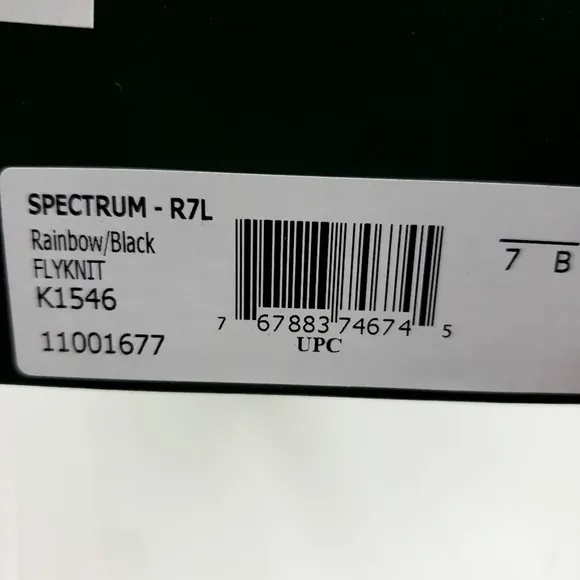 SPECTRUM - R7L
Rainbow/Black
FLYKNIT
K1546
11001677
7 67883 74674 5
UPC
7 B